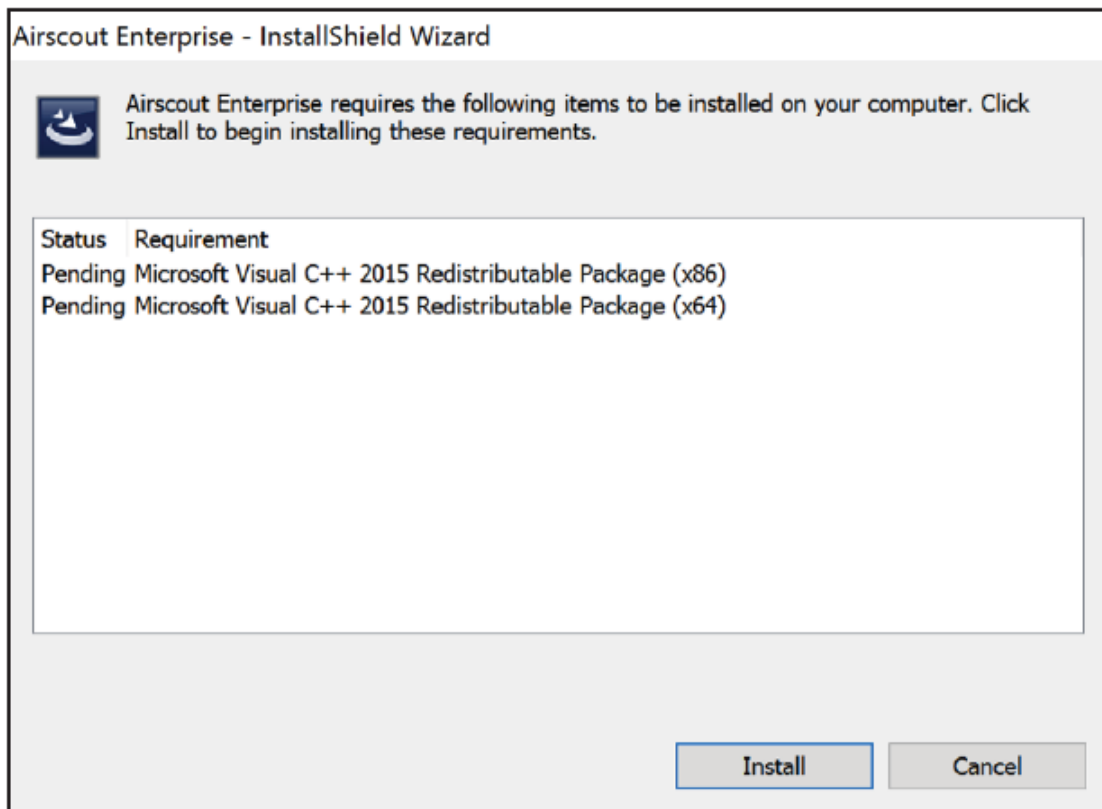 Airscout Enterprise - InstallShield Wizard
Airscout Enterprise requires the following items to be installed on your computer. Click
Install to begin installing these requirements.
Status Requirement
Pending Microsoft Visual C++ 2015 Redistributable Package (x86)
Pending Microsoft Visual C++ 2015 Redistributable Package (x64)
Install Cancel